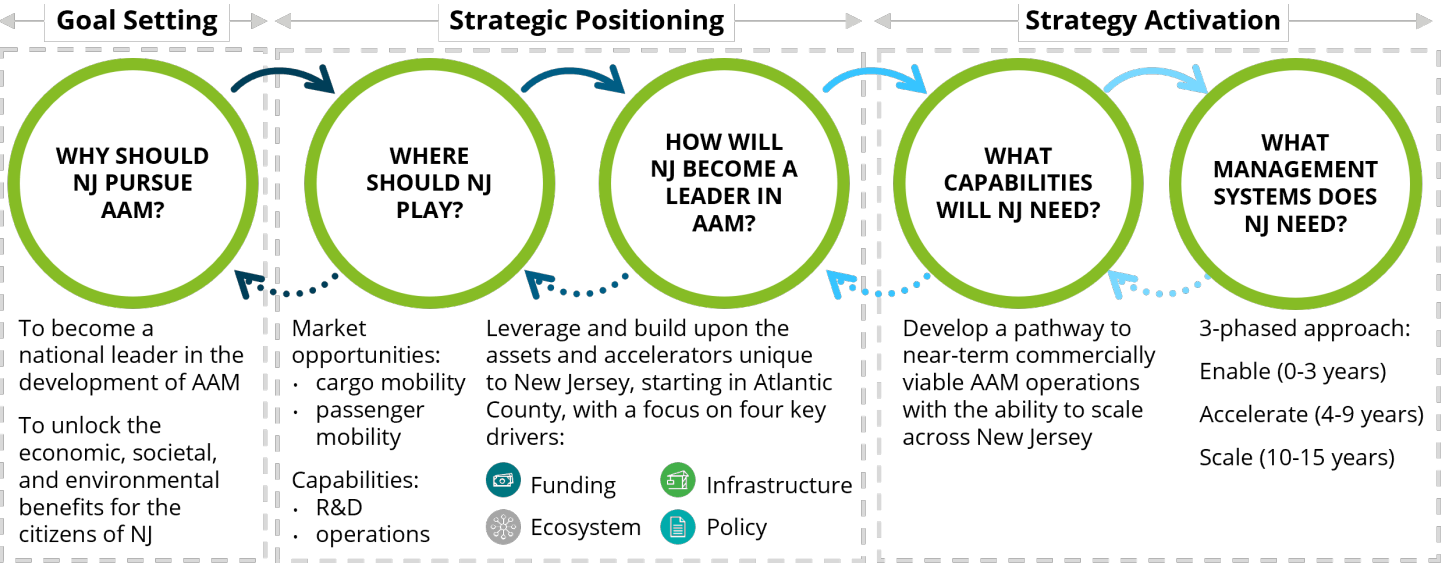 Goal Setting
Strategic Positioning
Strategy Activation
WHY SHOULD
NJ PURSUE
AAM?
WHERE
SHOULD NJ
PLAY?
HOW WILL
NJ BECOME A
LEADER IN
AAM?
WHAT
CAPABILITIES
WILL NJ NEED?
WHAT
MANAGEMENT
SYSTEMS DOES
NJ NEED?
To become a
national leader in the
development of AAM
To unlock the
economic, societal,
and environmental
benefits for the
citizens of NJ
Market
opportunities:
· cargo mobility
· passenger
mobility
Capabilities:
· R&D
· operations
Leverage and build upon the
assets and accelerators unique
to New Jersey, starting in Atlantic
County, with a focus on four key
drivers:
Funding
Infrastructure
Ecosystem
Policy
Develop a pathway to
near-term commercially
viable AAM operations
with the ability to scale
across New Jersey
3-phased approach:
Enable (0-3 years)
Accelerate (4-9 years)
Scale (10-15 years)